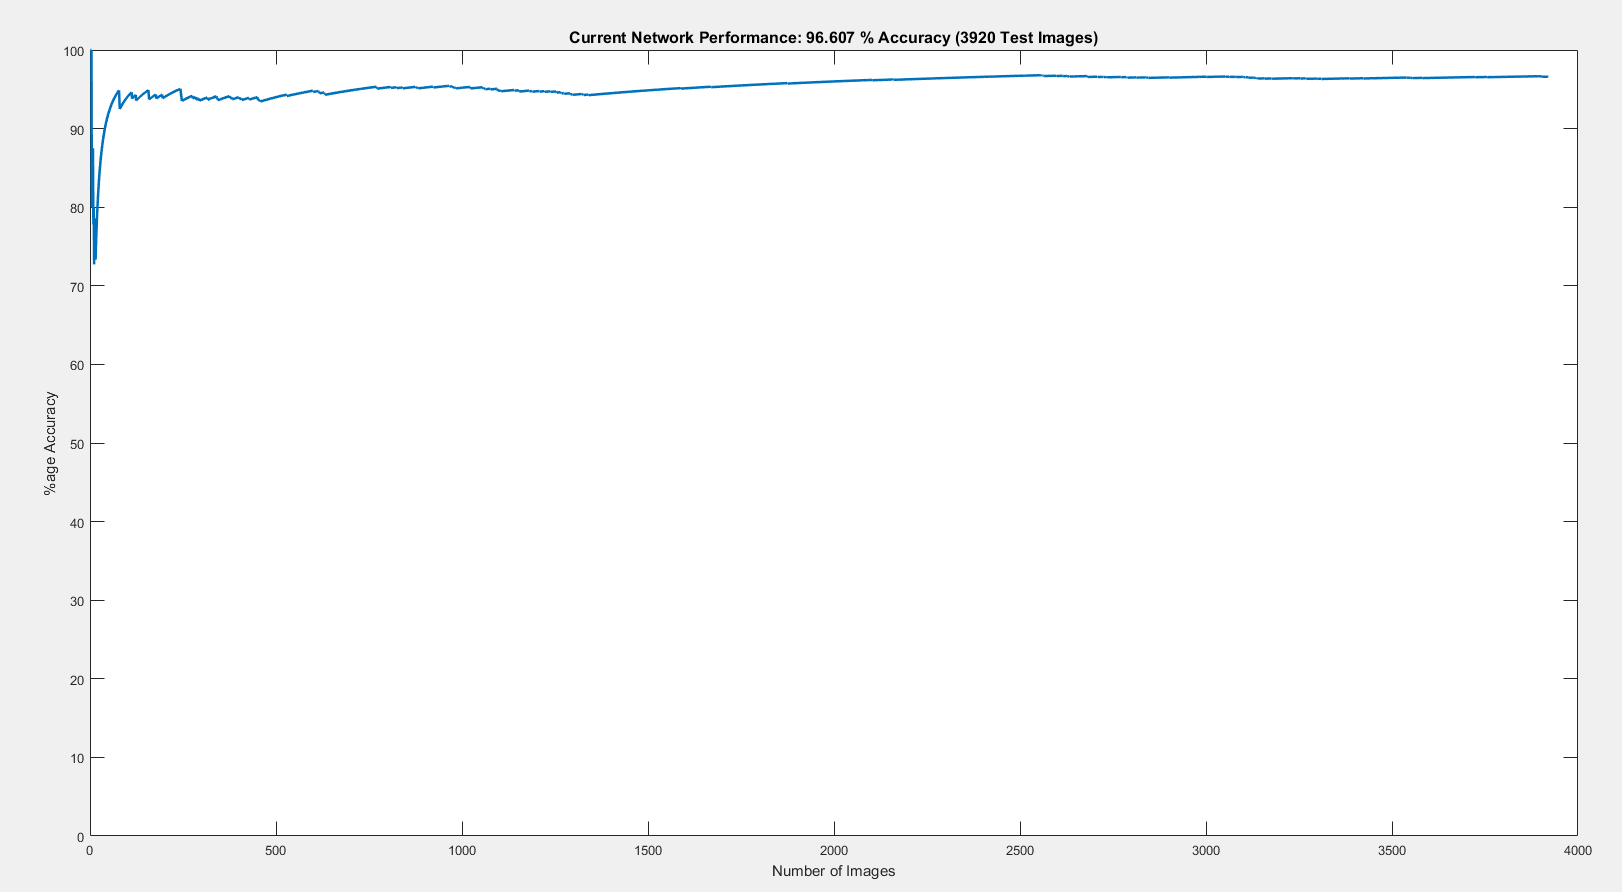 Current Network Performance: 96.607 % Accuracy (3920 Test Images)
100
90
80
70
60
50
40
30
20
10
0
%age Accuracy
0 500 1000 1500 2000 2500 3000 3500 4000
Number of Images